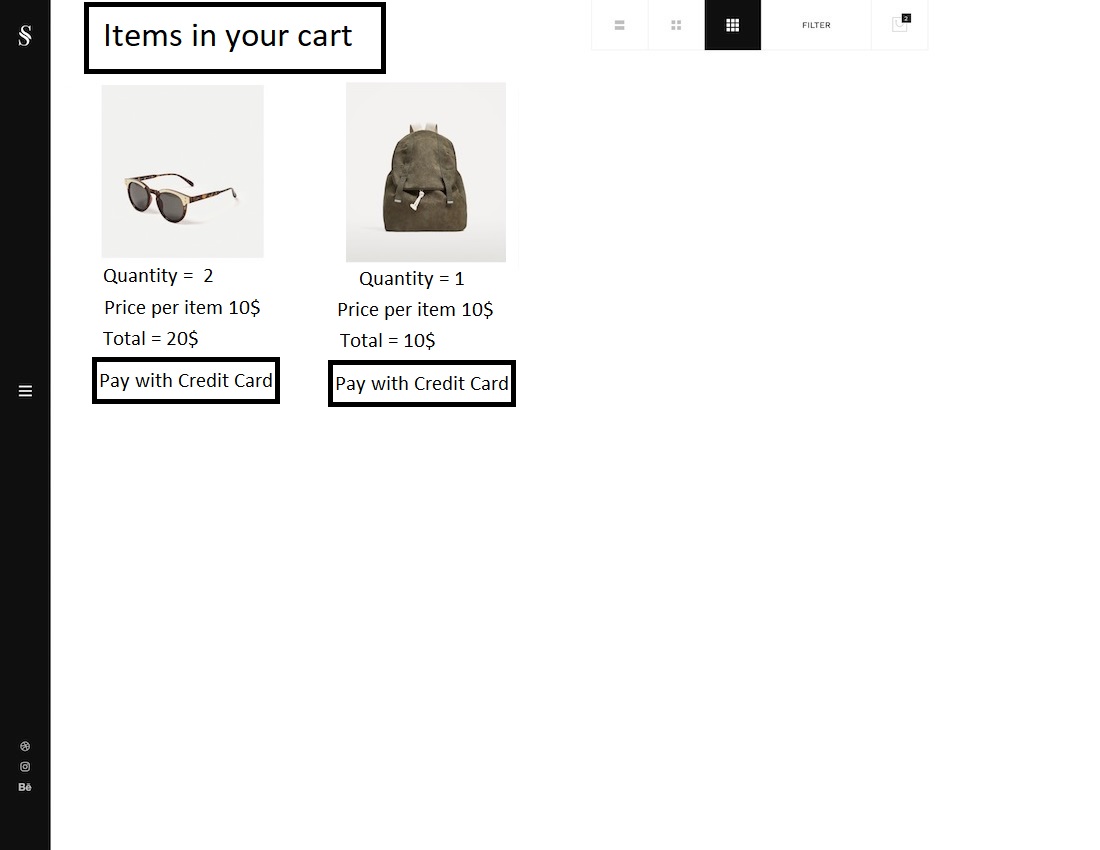 Items in your cart
FILTER
2
Quantity =  2
Price per item 10$
Total = 20$
Pay with Credit Card
Quantity = 1
Price per item 10$
Total = 10$
Pay with Credit Card
Bē